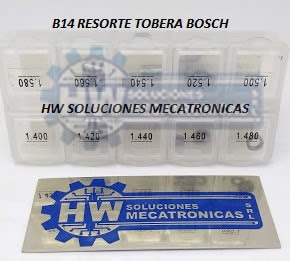 B14 RESORTE TOBERA BOSCH
1.580 1.560 1.540 1.520 1.500
HW SOLUCIONES MECATRONICAS
1.400 1.420 1.440 1.460 1.480
HW SOLUCIONES
MECATRONICAS
SRL